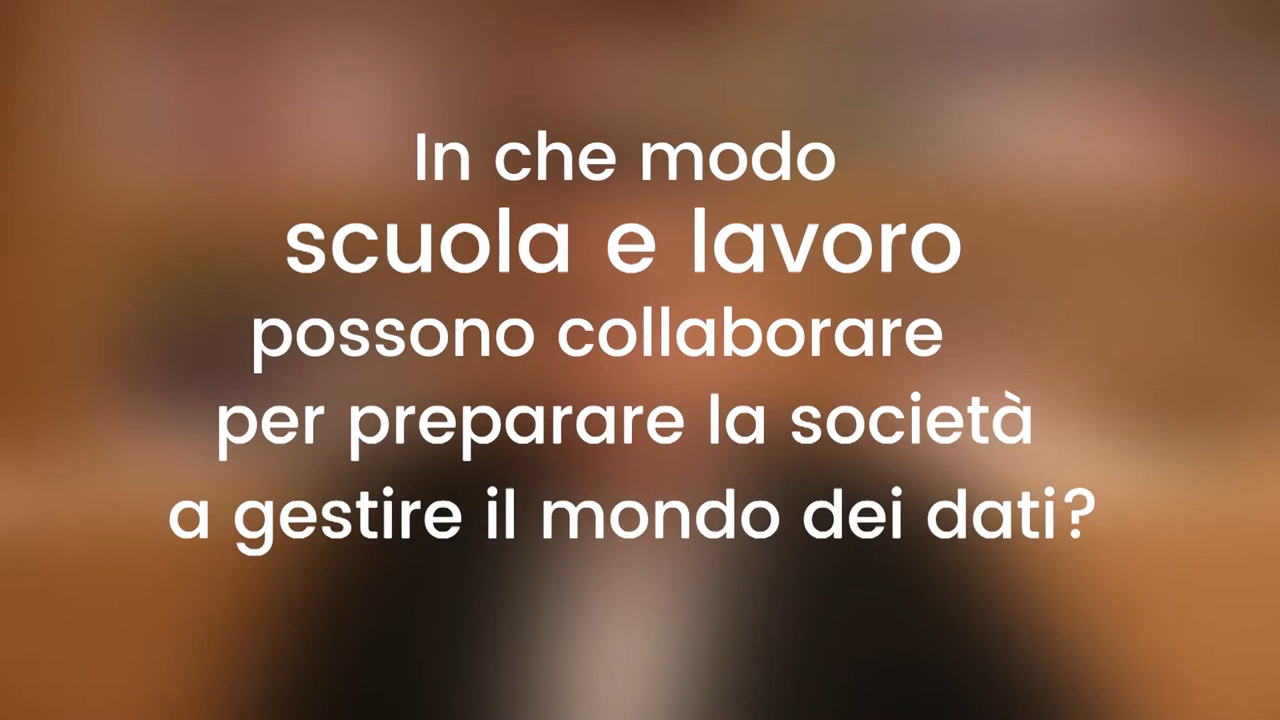 In che modo
scuola e lavoro
possono collaborare
per preparare la società
a gestire il mondo dei dati?